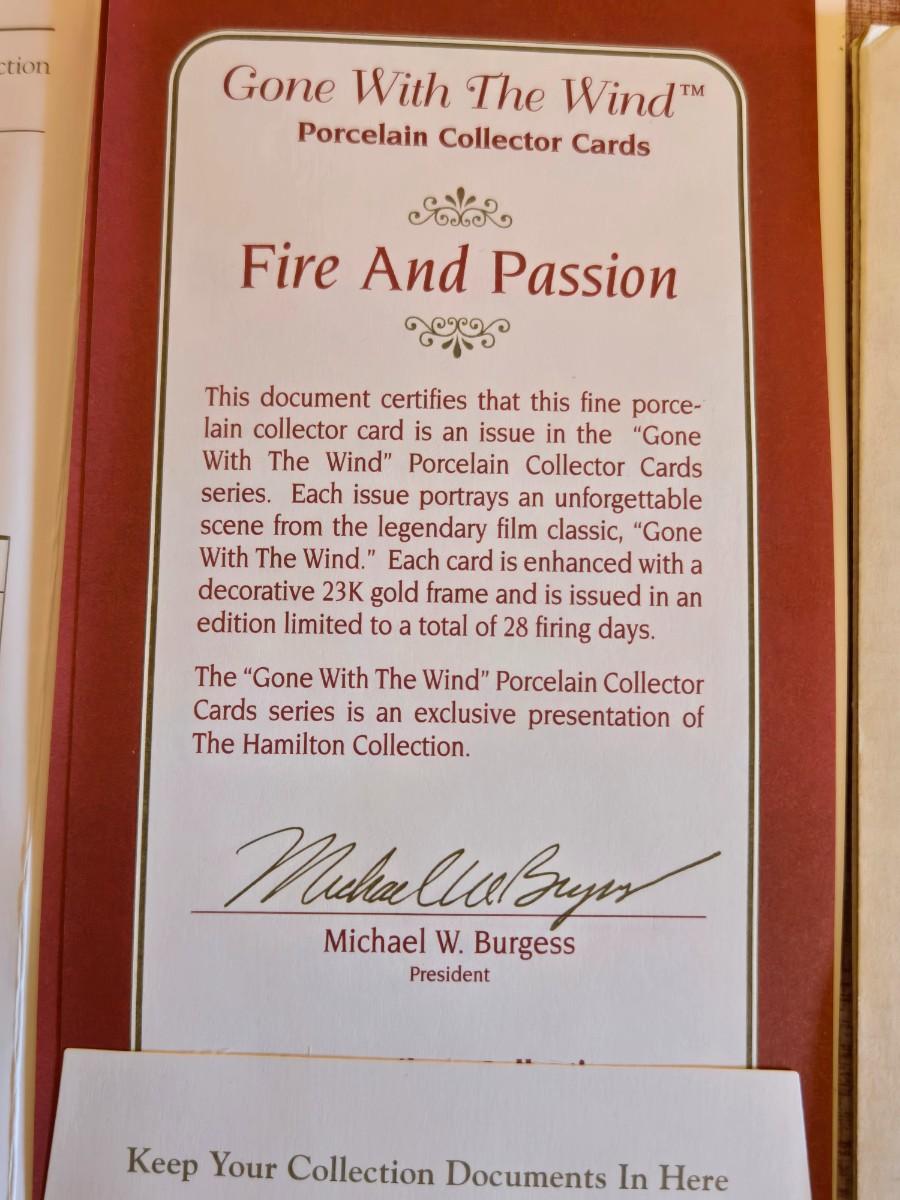 ction
Gone With The Wind™
Porcelain Collector Cards
Fire And Passion
This document certifies that this fine porce-
lain collector card is an issue in the “Gone
With The Wind” Porcelain Collector Cards
series. Each issue portrays an unforgettable
scene from the legendary film classic, “Gone
With The Wind.” Each card is enhanced with a
decorative 23K gold frame and is issued in an
edition limited to a total of 28 firing days.
The “Gone With The Wind” Porcelain Collector
Cards series is an exclusive presentation of
The Hamilton Collection.
Michael W. Burgess
Michael W. Burgess
President
Keep Your Collection Documents In Here